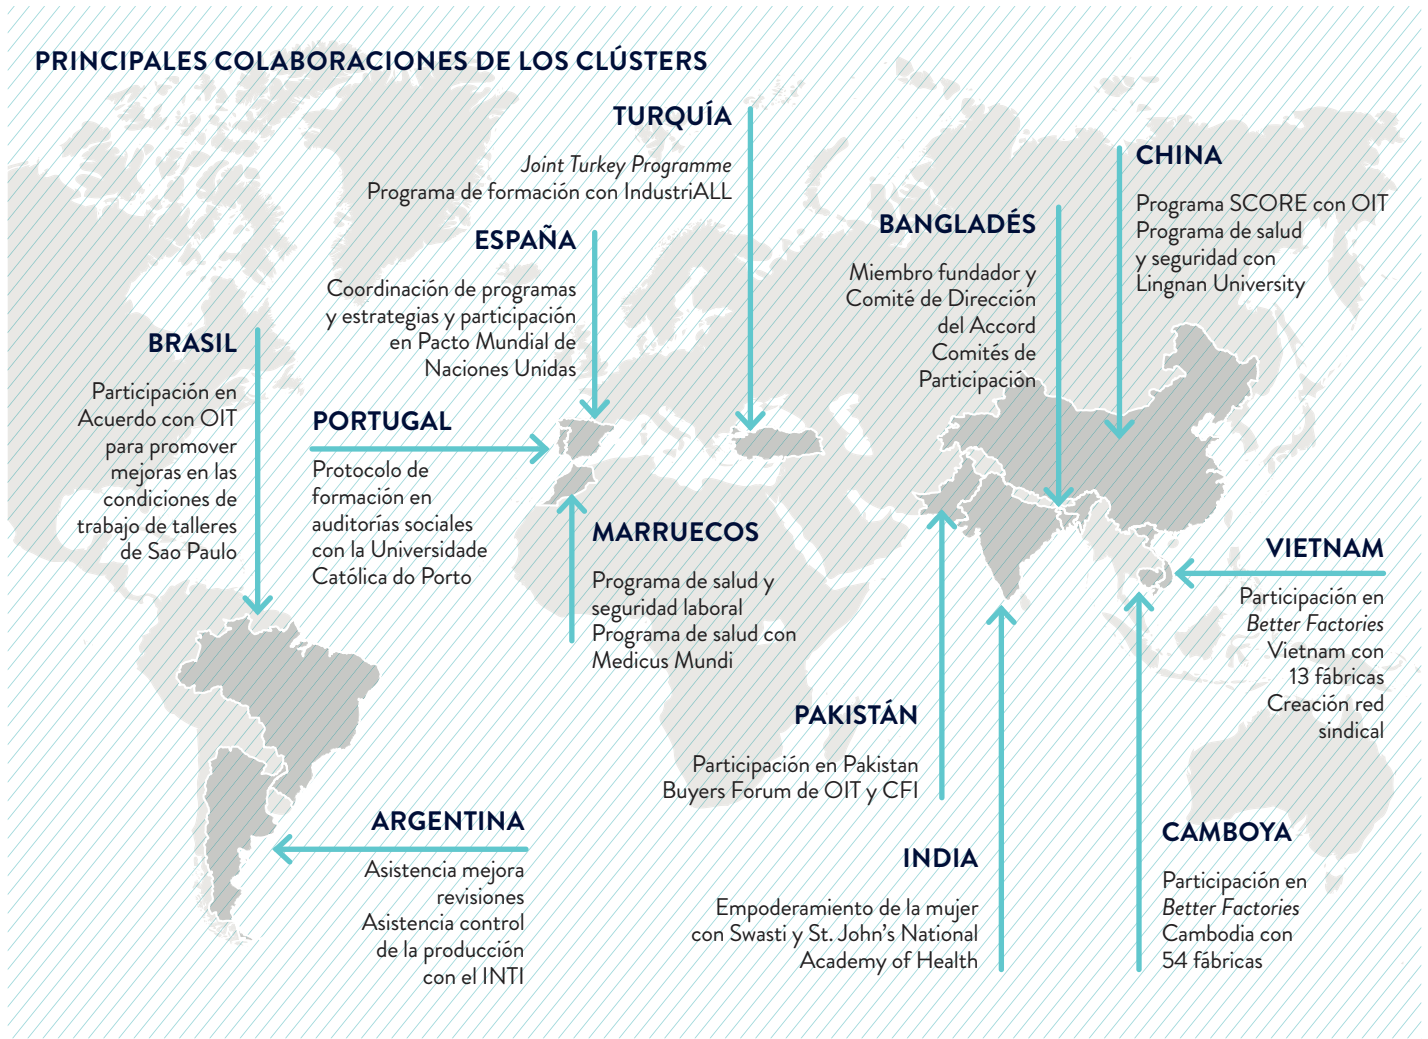 PRINCIPALES COLABORACIONES DE LOS CLÚSTERS
TURQUÍA
Joint Turkey Programme
Programa de formación con IndustriALL
CHINA
Programa SCORE con OIT
Programa de salud
y seguridad con
Lingnan University
BANGLADÉS
Miembro fundador y
Comité de Dirección
del Accord
Comités de
Participación
ESPAÑA
Coordinación de programas
y estrategias y participación
en Pacto Mundial de
Naciones Unidas
BRASIL
Participación en
Acuerdo con OIT
para promover
mejoras en las
condiciones de
trabajo de talleres
de Sao Paulo
PORTUGAL
Protocolo de
formación en
auditorías sociales
con la Universidade
Católica do Porto
MARRUECOS
Programa de salud y
seguridad laboral
Programa de salud con
Medicus Mundi
VIETNAM
Participación en
Better Factories
Vietnam con
13 fábricas
Creación red
sindical
PAKISTÁN
Participación en Pakistan
Buyers Forum de OIT y CFI
ARGENTINA
Asistencia mejora
revisiones
Asistencia control
de la producción
con el INTI
INDIA
Empoderamiento de la mujer
con Swasti y St. John's National
Academy of Health
CAMBOYA
Participación en
Better Factories
Cambodia con
54 fábricas